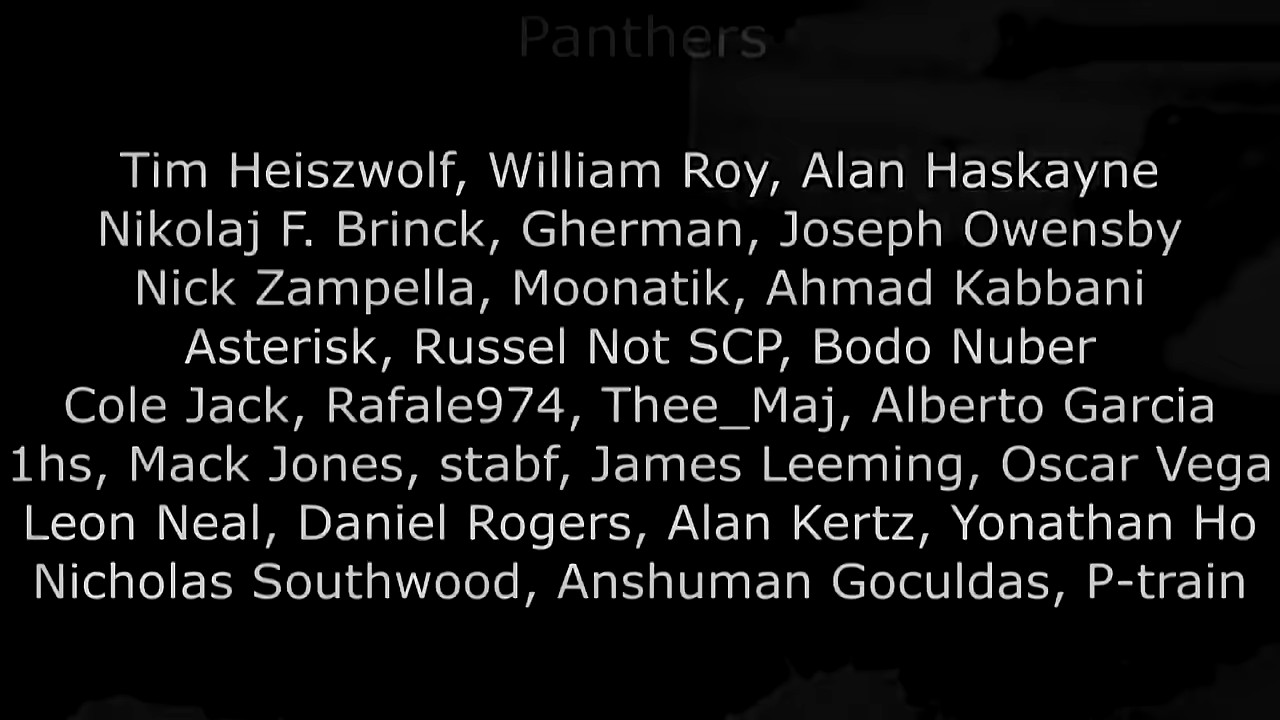 Panthers
Tim Heiszwolf, William Roy, Alan Haskayne
Nikolaj F. Brinck, Gherman, Joseph Owensby
Nick Zampella, Moonatik, Ahmad Kabbani
Asterisk, Russel Not SCP, Bodo Nuber
Cole Jack, Rafale974, Thee_Maj, Alberto Garcia
1hs, Mack Jones, stabf, James Leeming, Oscar Vega
Leon Neal, Daniel Rogers, Alan Kertz, Yonathan Ho
Nicholas Southwood, Anshuman Goculdas, P-train